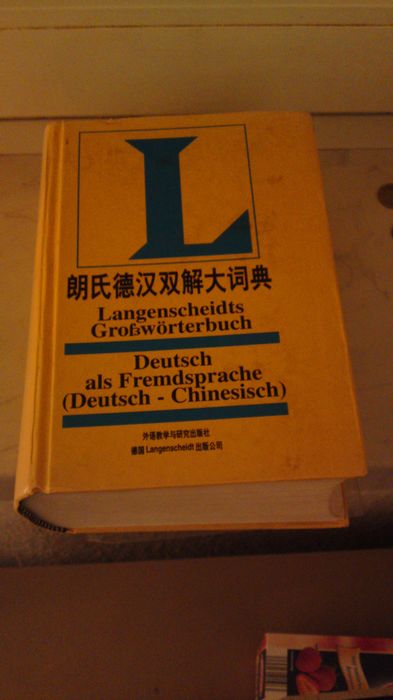 L
朗氏德汉双解大词典
Langenscheidts
Großwörterbuch
Deutsch
als Fremdsprache
(Deutsch - Chinesisch)
外语教学与研究出版社
德国 Langenscheidt 出版公司